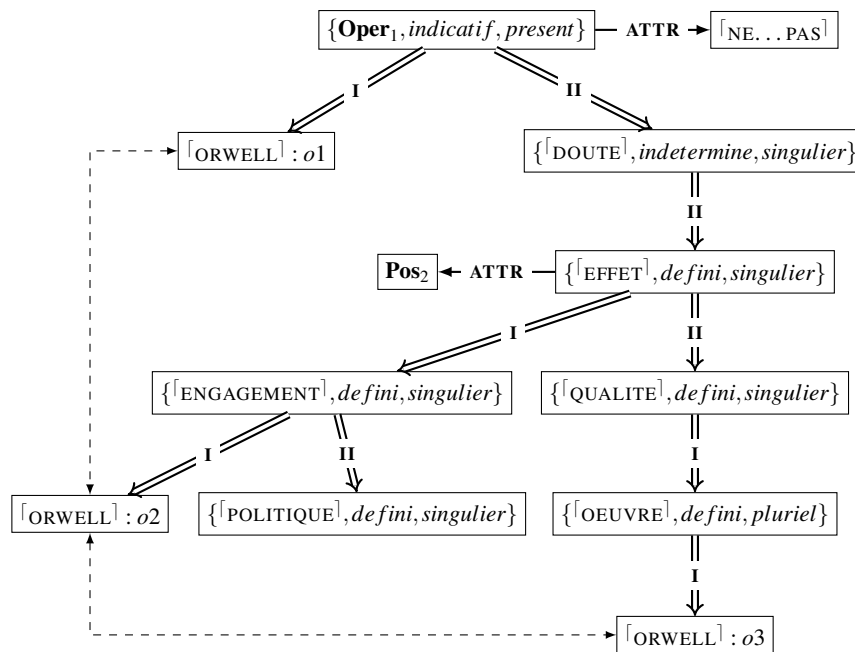 {Oper₁, indicatif, present} ATTR ⌈NE...PAS⌉
I II
⌈ORWELL⌉ : o1 {⌈DOUTE⌉, indetermine, singulier}
II
Pos₂ ATTR {⌈EFFET⌉, defini, singulier}
I II
{⌈ENGAGEMENT⌉, defini, singulier} {⌈QUALITE⌉, defini, singulier}
I II I
⌈ORWELL⌉ : o2 {⌈POLITIQUE⌉, defini, singulier} {⌈OEUVRE⌉, defini, pluriel}
I
⌈ORWELL⌉ : o3